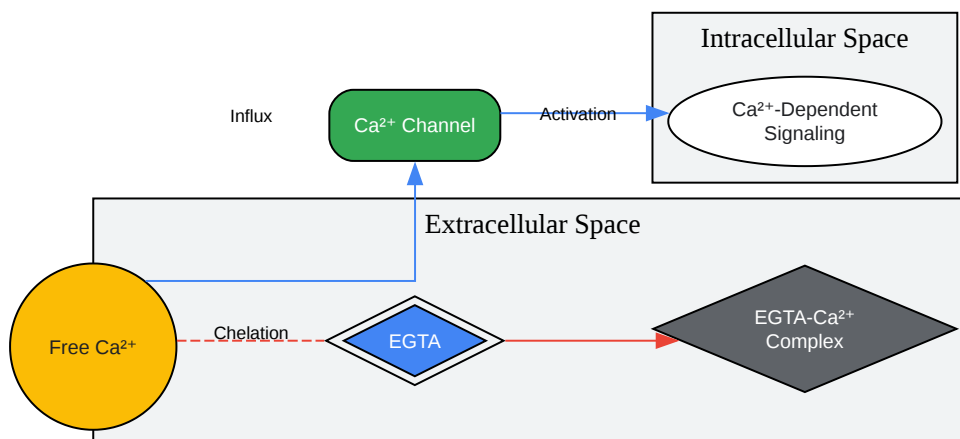 Intracellular Space
Influx
Ca²⁺ Channel
Activation
Ca²⁺-Dependent
Signaling
Extracellular Space
Free Ca²⁺
Chelation
EGTA
EGTA-Ca²⁺
Complex